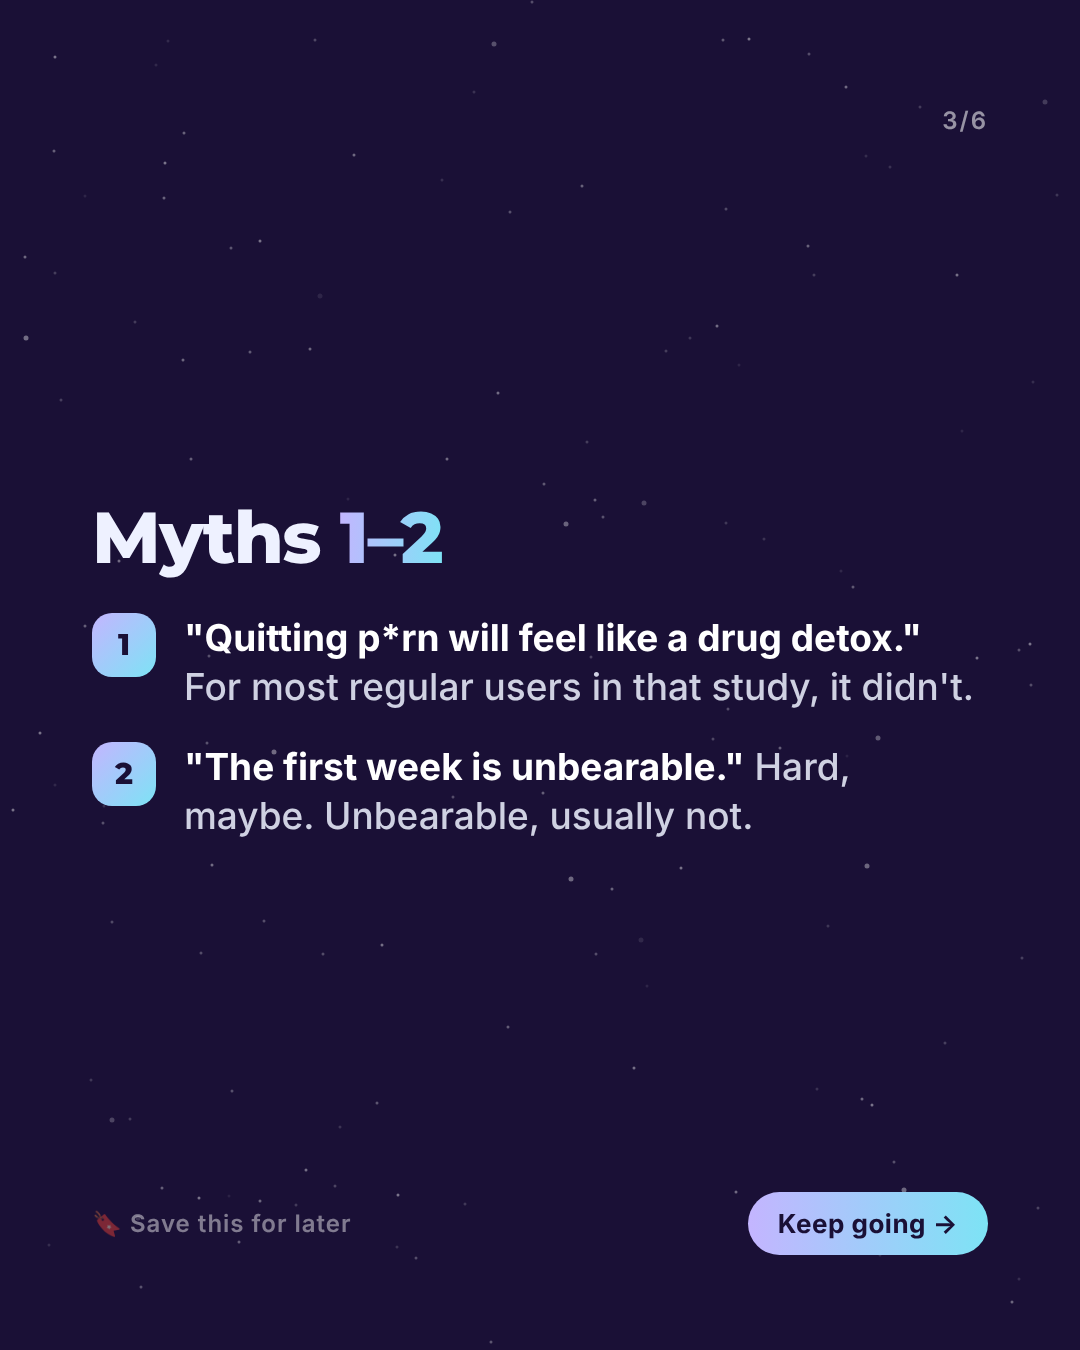 3/6
Myths 1–2
1 "Quitting p*rn will feel like a drug detox."
For most regular users in that study, it didn't.
2 "The first week is unbearable." Hard,
maybe. Unbearable, usually not.
🔖 Save this for later
Keep going →